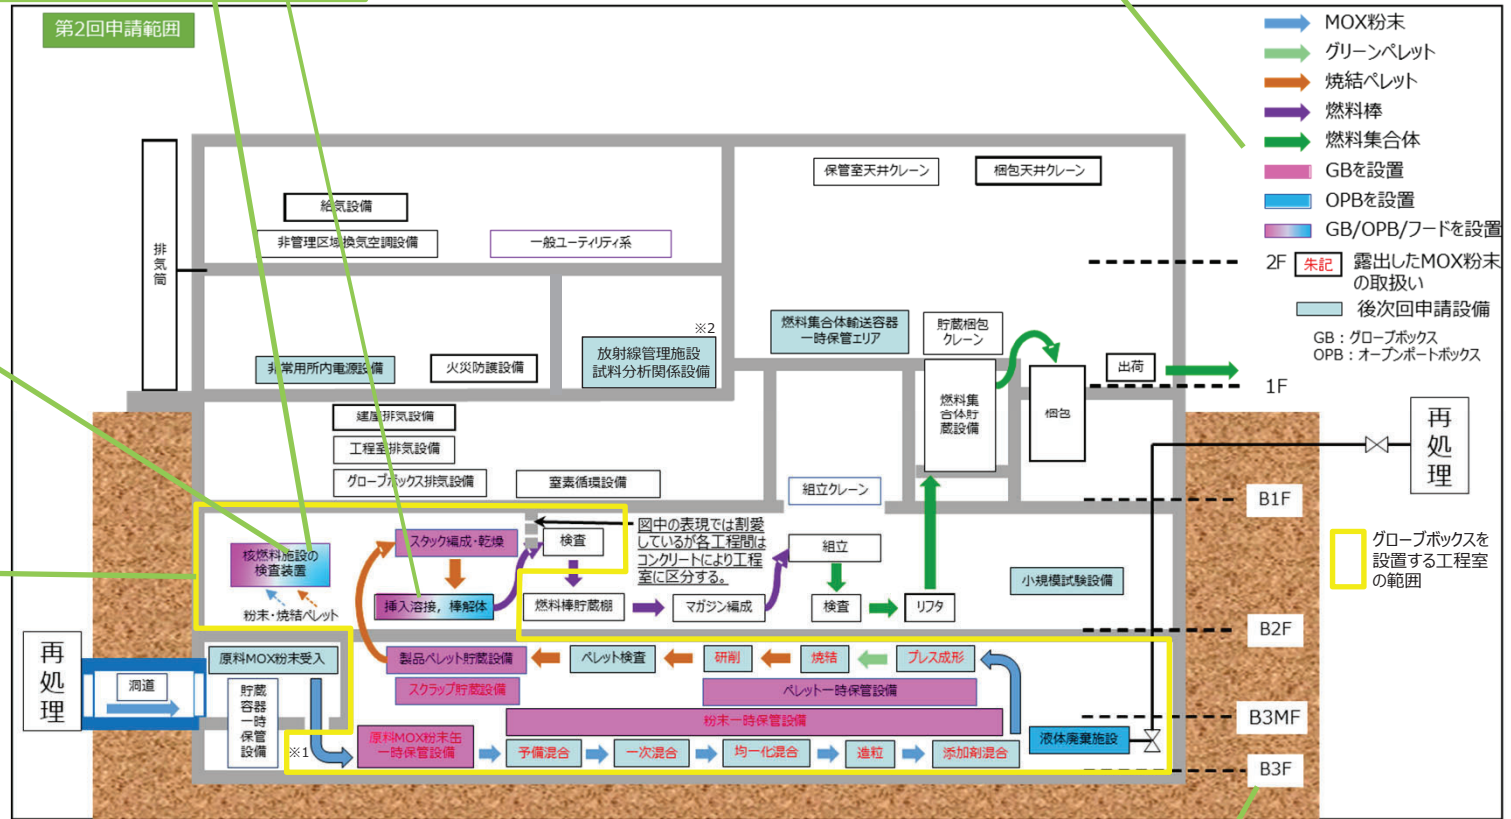 第2回申請範囲
MOX粉末
グリーンペレット
焼結ペレット
燃料棒
燃料集合体
GBを設置
OPBを設置
GB/OPB/フードを設置
朱記
露出したMOX粉末
の取扱い
後次回申請設備
GB：グローブボックス
OPB：オープンポートボックス
2F
1F
B1F
B2F
B3MF
B3F
グローブボックスを
設置する工程室
の範囲
排
気
筒
給気設備
非管理区域換気空調設備
一般ユーティリティ系
保管室天井クレーン
梱包天井クレーン
非常用所内電源設備
火災防護設備
※2
放射線管理施設
試料分析関係設備
燃料集合体輸送容器
一時保管エリア
貯蔵梱包
クレーン
燃料集
合体貯
蔵設備
梱包
出荷
再
処
理
建屋排気設備
工程室排気設備
グローブボックス排気設備
窒素循環設備
組立クレーン
核燃料施設の
検査装置
粉末・焼結ペレット
スタック編成・乾燥
挿入溶接，棒解体
検査
図中の表現では割愛
しているが各工程間は
コンクリートにより工程
室に区分する。
燃料棒貯蔵棚
マガジン編成
組立
検査
リフタ
小規模試験設備
再
処
理
洞道
原料MOX粉末受入
貯蔵
容器
一時
保管
設備
※1
製品ペレット貯蔵設備
ペレット検査
研削
焼結
プレス成形
スクラップ貯蔵設備
ペレット一時保管設備
粉末一時保管設備
原料MOX粉末缶
一時保管設備
予備混合
一次混合
均一化混合
造粒
添加剤混合
液体廃棄施設